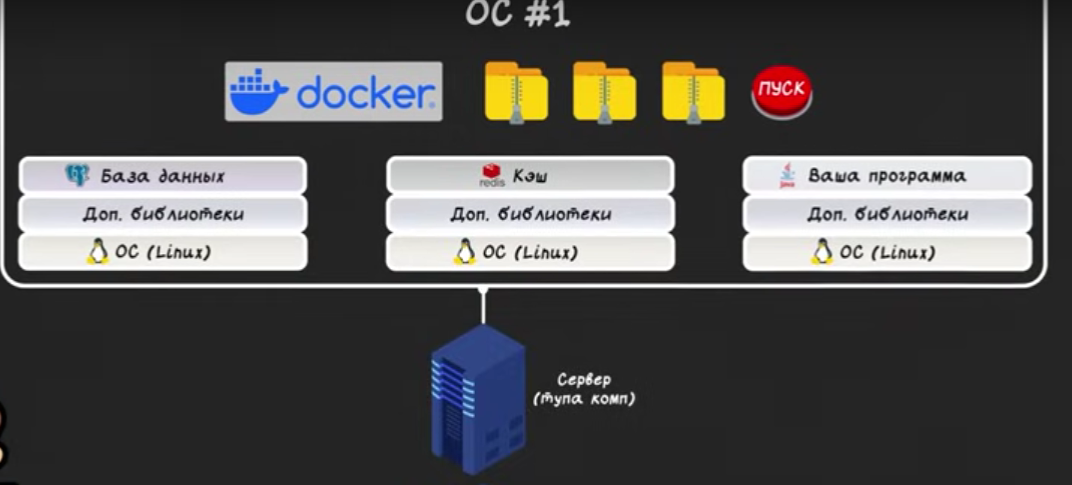 ОС #1
docker
ПУСК
База данных
redis Кэш
java Ваша программа
Доп. библиотеки
Доп. библиотеки
Доп. библиотеки
ОС (Linux)
ОС (Linux)
ОС (Linux)
Сервер
(тупа комп)